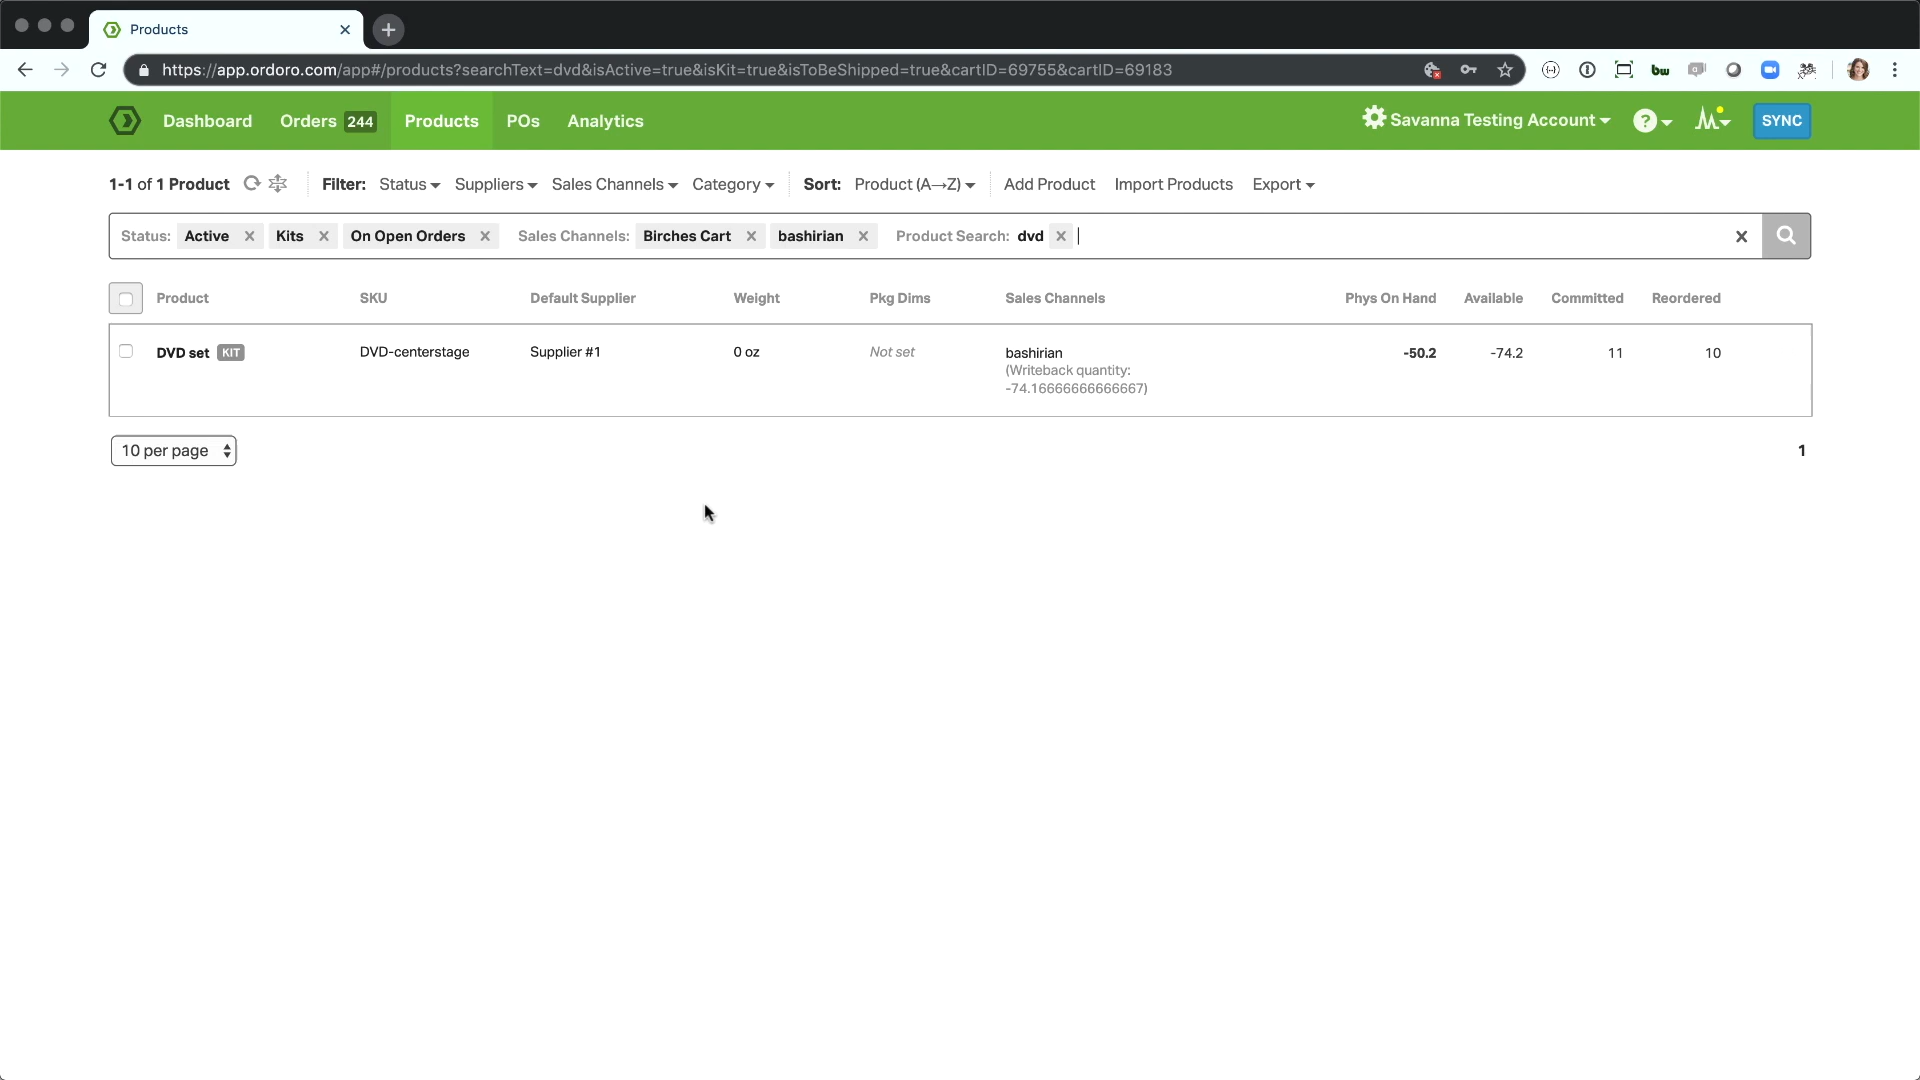 Products
https://app.ordoro.com/app#/products?searchText=dvd&isActive=true&isKit=true&isToBeShipped=true&cartID=69755&cartID=69183
bw
Dashboard Orders 244 Products POs Analytics Savanna Testing Account ? SYNC
1-1 of 1 Product Filter: Status Suppliers Sales Channels Category Sort: Product (A→Z) Add Product Import Products Export
Status: Active X Kits X On Open Orders X Sales Channels: Birches Cart X bashirian X Product Search: dvd X X
Product SKU Default Supplier Weight Pkg Dims Sales Channels Phys On Hand Available Committed Reordered
DVD set KIT DVD-centerstage Supplier #1 0 oz Not set bashirian -50.2 -74.2 11 10
(Writeback quantity:
-74.16666666666667)
10 per page 1